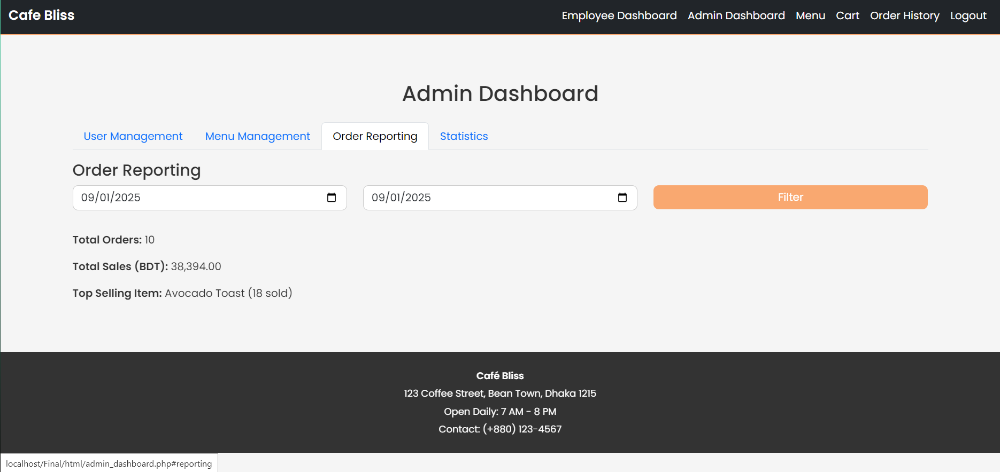 Cafe Bliss
Employee Dashboard Admin Dashboard Menu Cart Order History Logout
Admin Dashboard
User Management Menu Management Order Reporting Statistics
Order Reporting
09/01/2025 09/01/2025 Filter
Total Orders: 10
Total Sales (BDT): 38,394.00
Top Selling Item: Avocado Toast (18 sold)
Café Bliss
123 Coffee Street, Bean Town, Dhaka 1215
Open Daily: 7 AM - 8 PM
Contact: (+880) 123-4567
localhost/Final/html/admin_dashboard.php#reporting